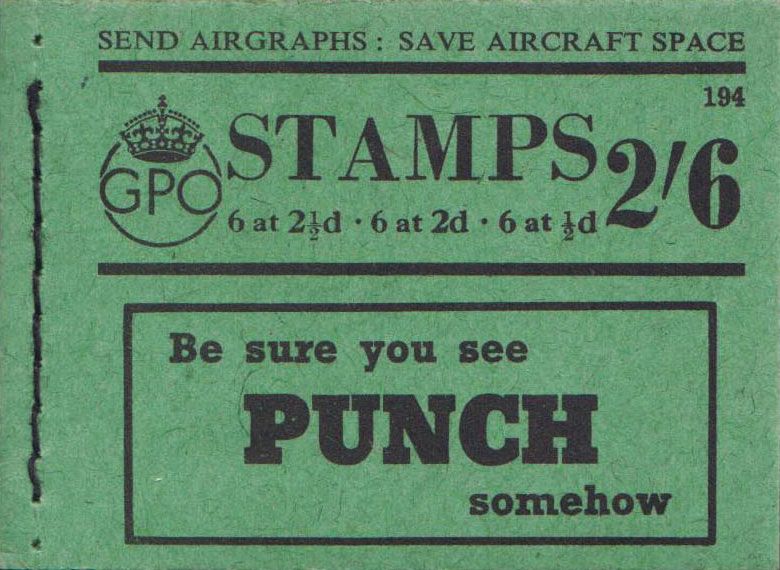 SEND AIRGRAPHS : SAVE AIRCRAFT SPACE
194
GPO
STAMPS 2/6
6 at 2½d · 6 at 2d · 6 at ½d
Be sure you see
PUNCH
somehow